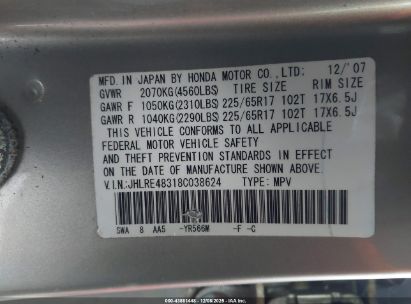 MFD. IN JAPAN BY HONDA MOTOR CO., LTD: 12/'07
GVWR 2070KG(4560LBS) TIRE SIZE RIM SIZE
GAWR F 1050KG(2310LBS) 225/65R17 102T 17X6.5J
GAWR R 1040KG(2290LBS) 225/65R17 102T 17X6.5J
THIS VEHICLE CONFORMS TO ALL APPLICABLE
FEDERAL MOTOR VEHICLE SAFETY
AND THEFT PREVENTION STANDARDS IN EFFECT
ON THE DATE OF MANUFACTURE SHOWN ABOVE.
V.I.N.:JHLRE48318C038624 TYPE: MPV
SWA 8 AA5 -YR566M -F -C